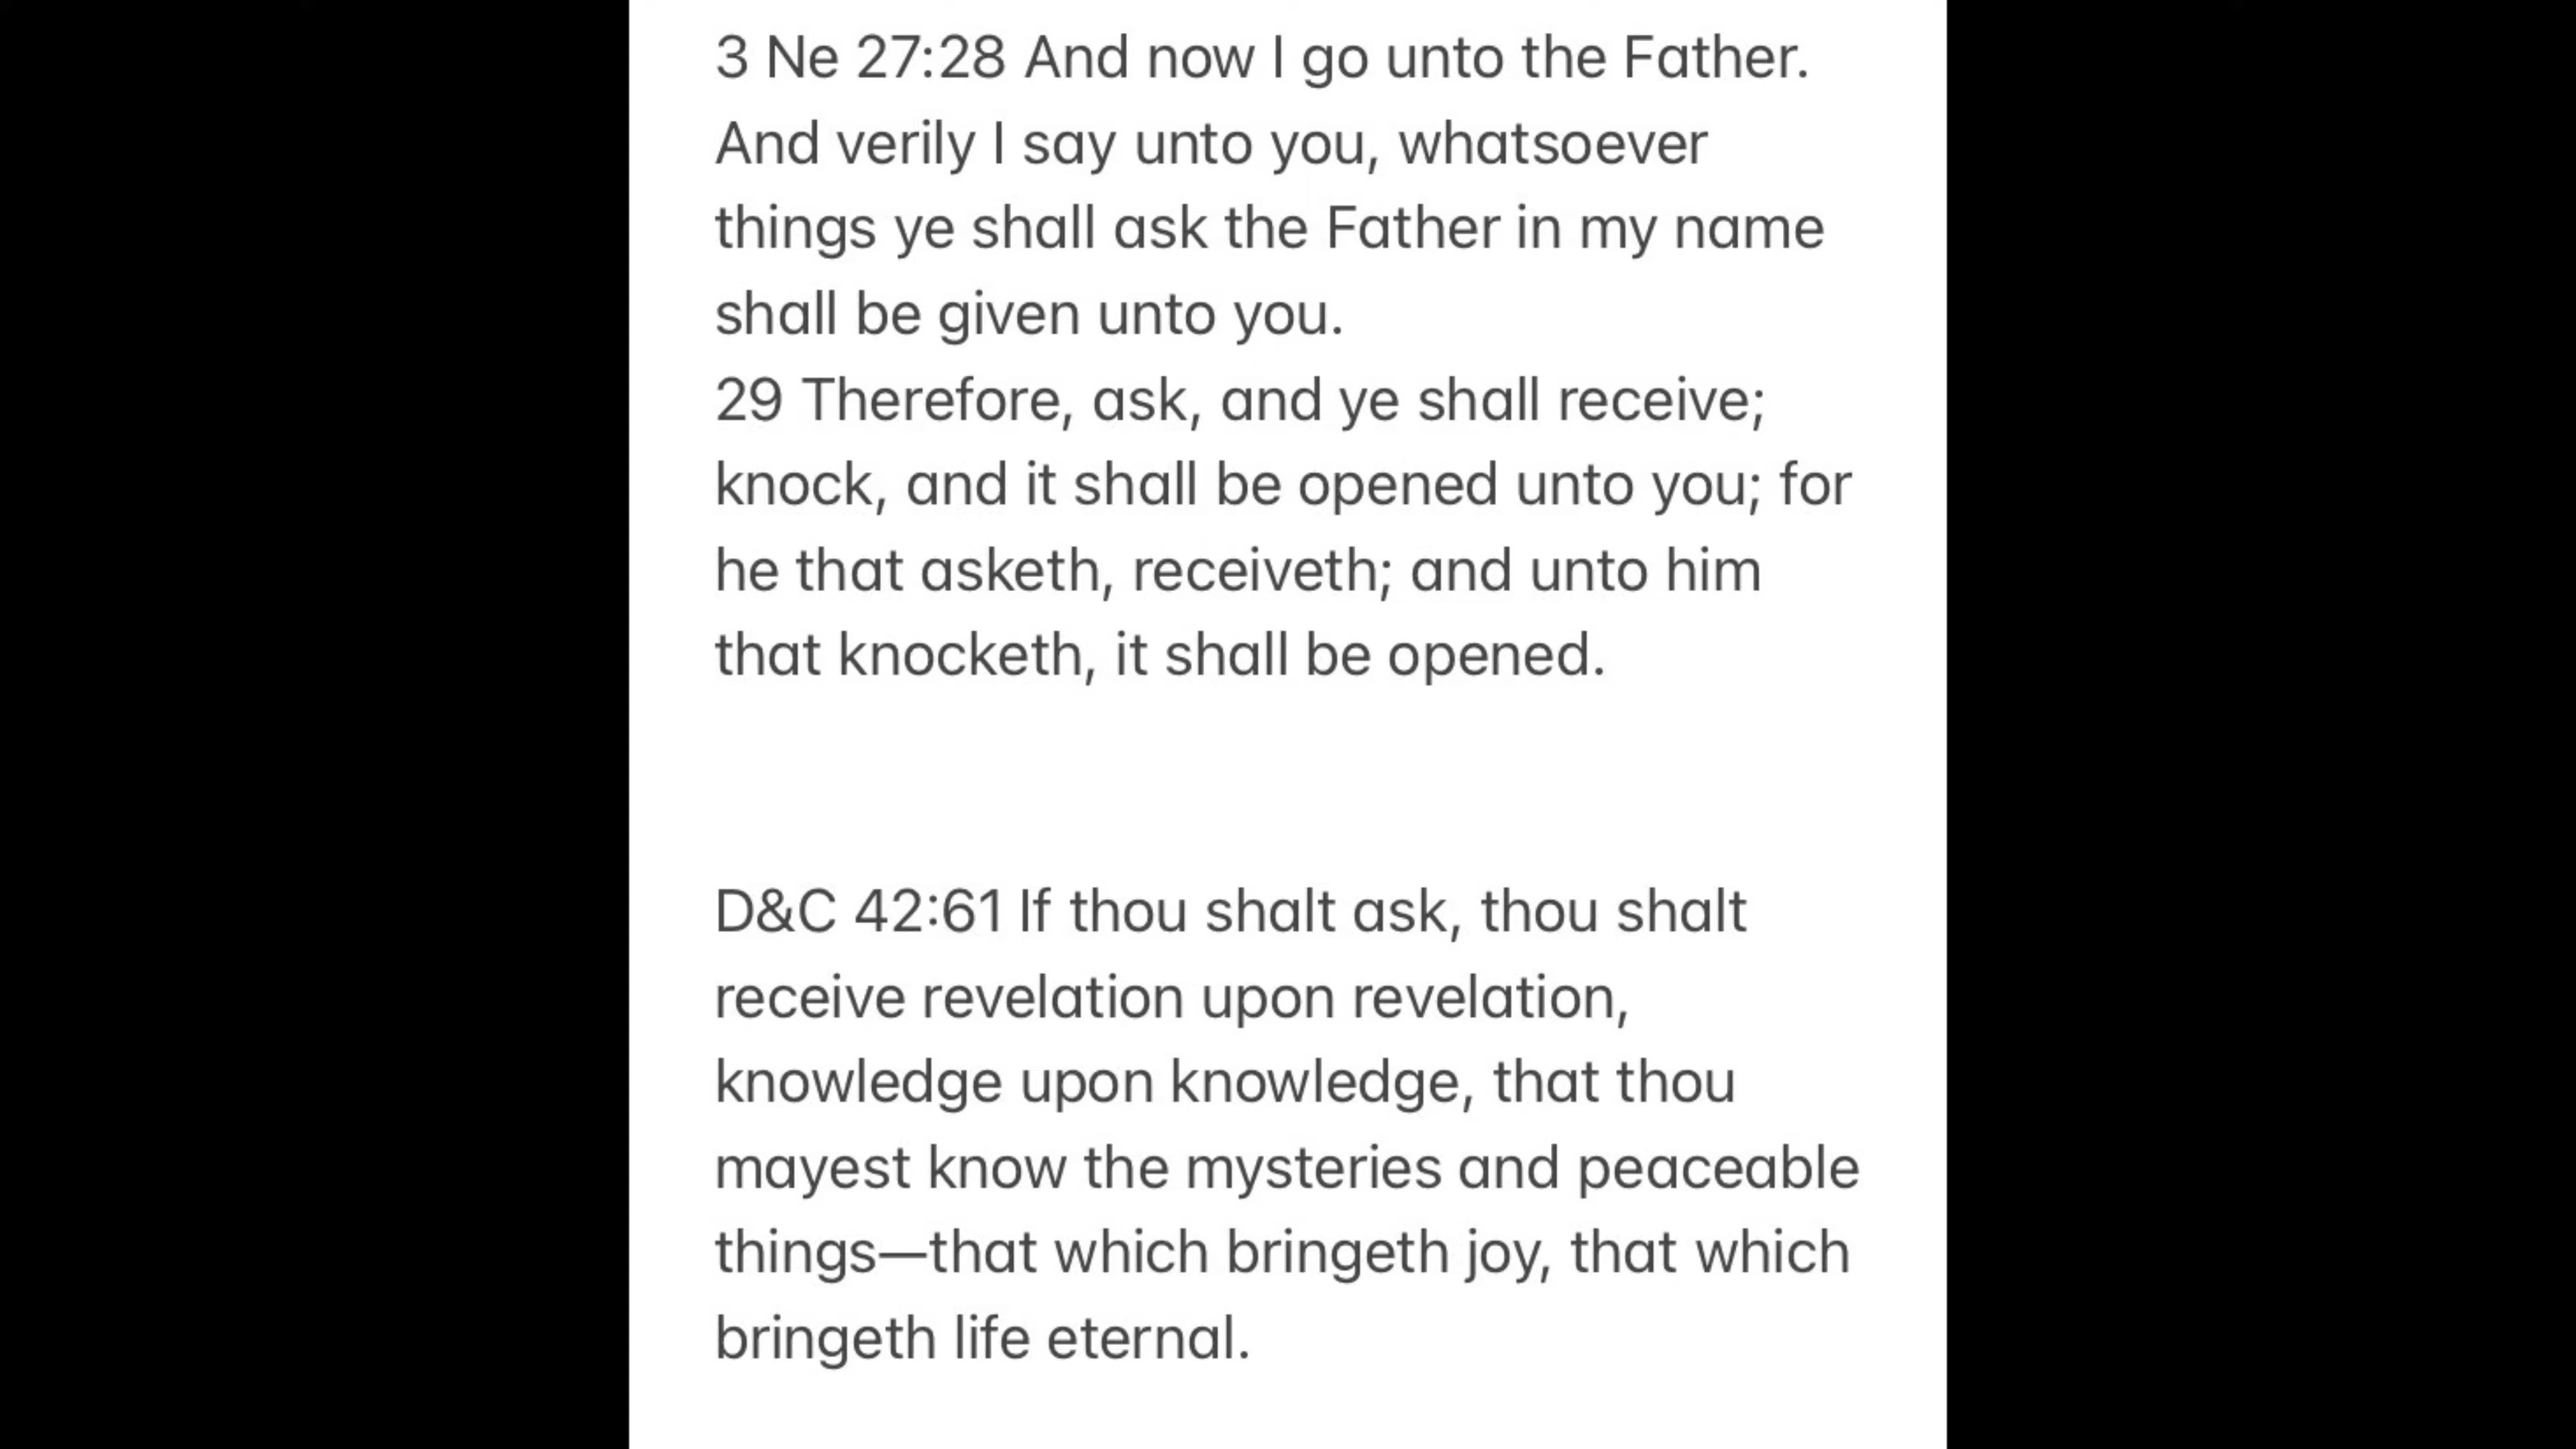 3 Ne 27:28 And now I go unto the Father.
And verily I say unto you, whatsoever
things ye shall ask the Father in my name
shall be given unto you.
29 Therefore, ask, and ye shall receive;
knock, and it shall be opened unto you; for
he that asketh, receiveth; and unto him
that knocketh, it shall be opened.
D&C 42:61 If thou shalt ask, thou shalt
receive revelation upon revelation,
knowledge upon knowledge, that thou
mayest know the mysteries and peaceable
things—that which bringeth joy, that which
bringeth life eternal.